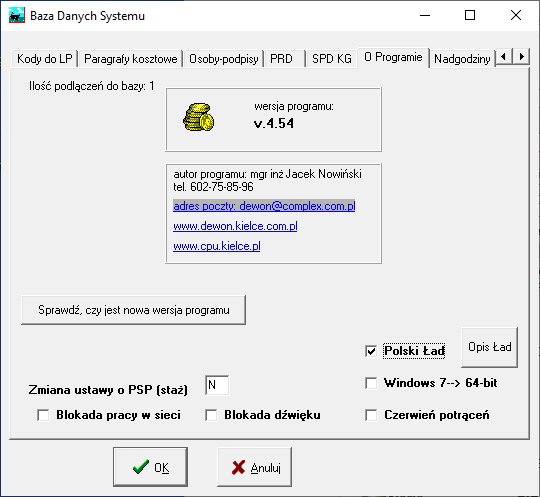 Baza Danych Systemu
Kody do LP
Paragrafy kosztowe
Osoby-podpisy
PRD
SPD KG
O Programie
Nadgodziny
Ilość podłączeń do bazy: 1
wersja programu:
v.4.54
autor programu: mgr inż Jacek Nowiński
tel. 602-75-85-96
adres poczty: dewon@complex.com.pl
www.dewon.kielce.com.pl
www.cpu.kielce.pl
Sprawdź, czy jest nowa wersja programu
Polski Ład
Opis Ład
Zmiana ustawy o PSP (staż)
N
Windows 7--> 64-bit
Blokada pracy w sieci
Blokada dźwięku
Czerwień potrąceń
OK
Anuluj